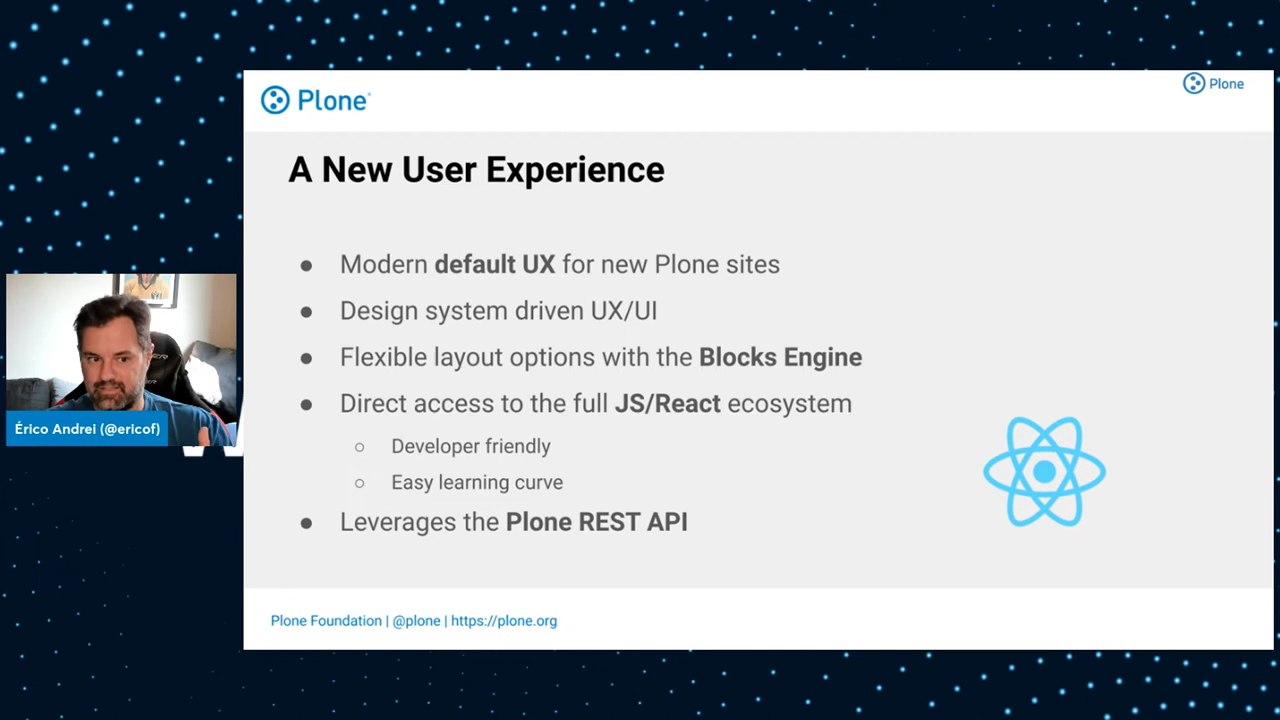 Plone
Plone
A New User Experience
● Modern default UX for new Plone sites
● Design system driven UX/UI
● Flexible layout options with the Blocks Engine
● Direct access to the full JS/React ecosystem
○ Developer friendly
○ Easy learning curve
● Leverages the Plone REST API
Érico Andrei (@ericof)
Plone Foundation | @plone | https://plone.org